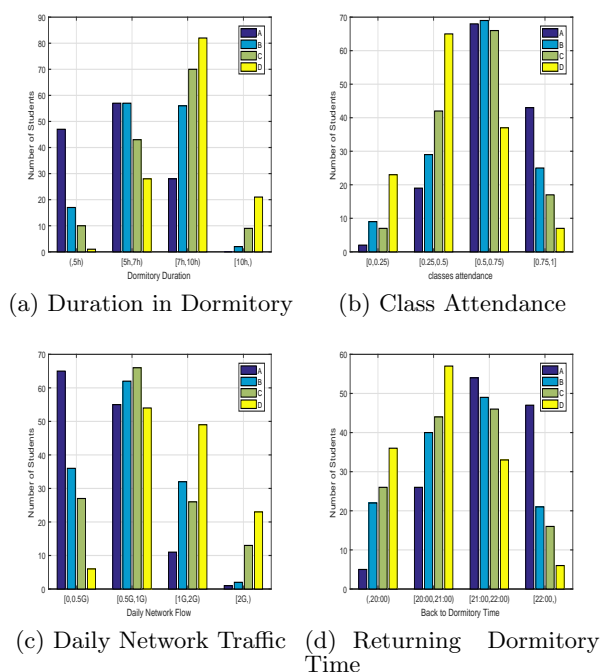 90
80
70
60
50
40
30
20
10
0
Number of Students
A
B
C
D
(,5h) [5h,7h) [7h,10h) [10h,)
Dormitory Duration
(a) Duration in Dormitory
70
60
50
40
30
20
10
0
Number of Students
A
B
C
D
[0,0.25) [0.25,0.5) [0.5,0.75) [0.75,1]
classes attendance
(b) Class Attendance
70
60
50
40
30
20
10
0
Number of Students
A
B
C
D
[0,0.5G) [0.5G,1G) [1G,2G) [2G,)
Daily Network Flow
(c) Daily Network Traffic
60
50
40
30
20
10
0
Number of Students
A
B
C
D
(,20:00) [20:00,21:00) [21:00,22:00) [22:00,)
Back to Dormitory Time
(d) Returning Dormitory
Time